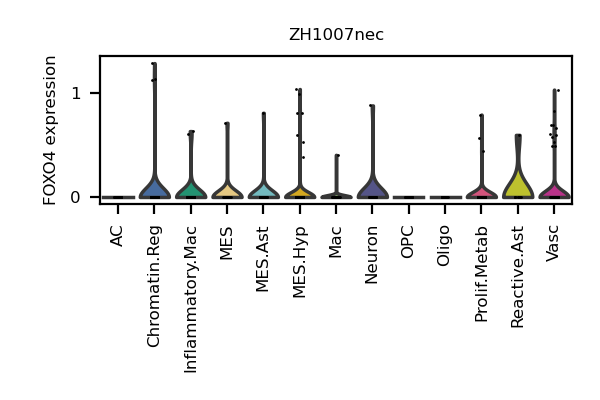 ZH1007nec
FOXO4 expression
1
0
AC
Chromatin.Reg
Inflammatory.Mac
MES
MES.Ast
MES.Hyp
Mac
Neuron
OPC
Oligo
Prolif.Metab
Reactive.Ast
Vasc